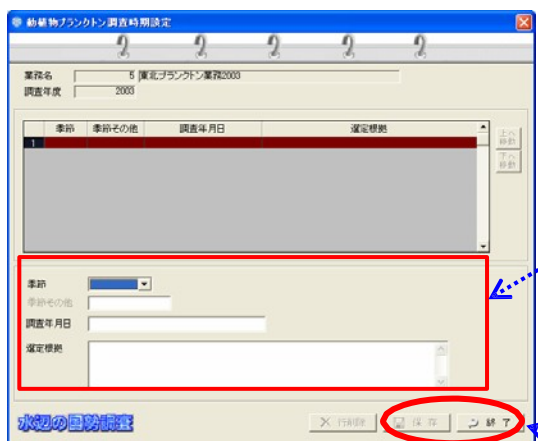 動植物プランクトン調査時期設定
業務名 5 東北プランクトン業務2003
調査年度 2003
季節 季節その他 調査年月日 選定根拠
1
上へ移動
下へ移動
季節
季節その他
調査年月日
選定根拠
水辺の国勢調査 行削除 保存 終了